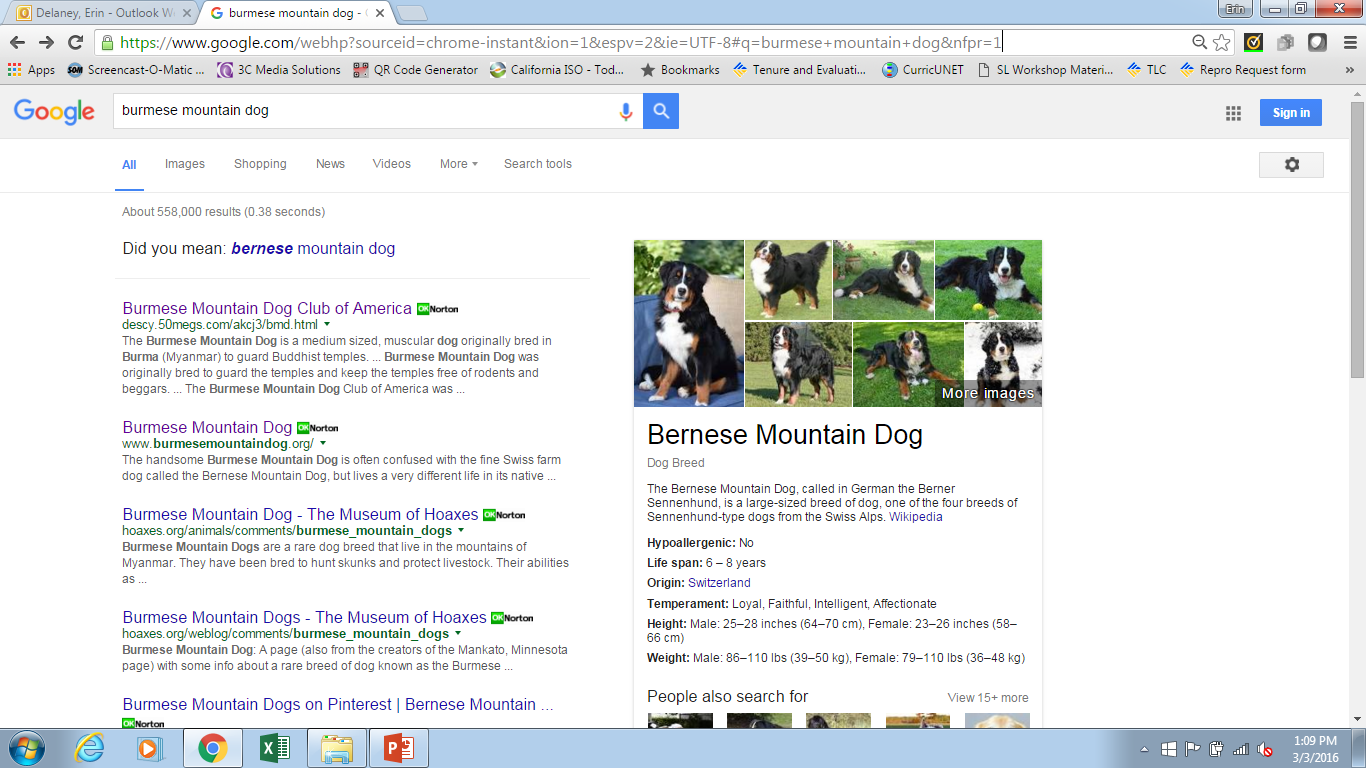 Delaney, Erin - Outlook W
burmese mountain dog - 
Erin
https://www.google.com/webhp?sourceid=chrome-instant&ion=1&espv=2&ie=UTF-8#q=burmese+mountain+dog&nfpr=1
Apps SOM Screencast-O-Matic ... 3C Media Solutions QR Code Generator California ISO - Tod... Bookmarks Tenure and Evaluati... CurricUNET SL Workshop Materi... TLC Repro Request form »
Google burmese mountain dog Sign in
All Images Shopping News Videos More Search tools
About 558,000 results (0.38 seconds)
Did you mean: bernese mountain dog
Burmese Mountain Dog Club of America OK Norton
descy.50megs.com/akcj3/bmd.html
The Burmese Mountain Dog is a medium sized, muscular dog originally bred in
Burma (Myanmar) to guard Buddhist temples. ... Burmese Mountain Dog was
originally bred to guard the temples and keep the temples free of rodents and
beggars. ... The Burmese Mountain Dog Club of America was ...
Burmese Mountain Dog OK Norton
www.burmesemountaindog.org/
The handsome Burmese Mountain Dog is often confused with the fine Swiss farm
dog called the Bernese Mountain Dog, but lives a very different life in its native ...
Burmese Mountain Dog - The Museum of Hoaxes OK Norton
hoaxes.org/animals/comments/burmese_mountain_dogs
Burmese Mountain Dogs are a rare dog breed that live in the mountains of
Myanmar. They have been bred to hunt skunks and protect livestock. Their abilities
as ...
Burmese Mountain Dogs - The Museum of Hoaxes OK Norton
hoaxes.org/weblog/comments/burmese_mountain_dogs
Burmese Mountain Dog: A page (also from the creators of the Mankato, Minnesota
page) with some info about a rare breed of dog known as the Burmese ...
Burmese Mountain Dogs on Pinterest | Bernese Mountain ...
OK Norton
More images
Bernese Mountain Dog
Dog Breed
The Bernese Mountain Dog, called in German the Berner
Sennenhund, is a large-sized breed of dog, one of the four breeds of
Sennenhund-type dogs from the Swiss Alps. Wikipedia
Hypoallergenic: No
Life span: 6 – 8 years
Origin: Switzerland
Temperament: Loyal, Faithful, Intelligent, Affectionate
Height: Male: 25–28 inches (64–70 cm), Female: 23–26 inches (58–
66 cm)
Weight: Male: 86–110 lbs (39–50 kg), Female: 79–110 lbs (36–48 kg)
People also search for View 15+ more
1:09 PM
3/3/2016